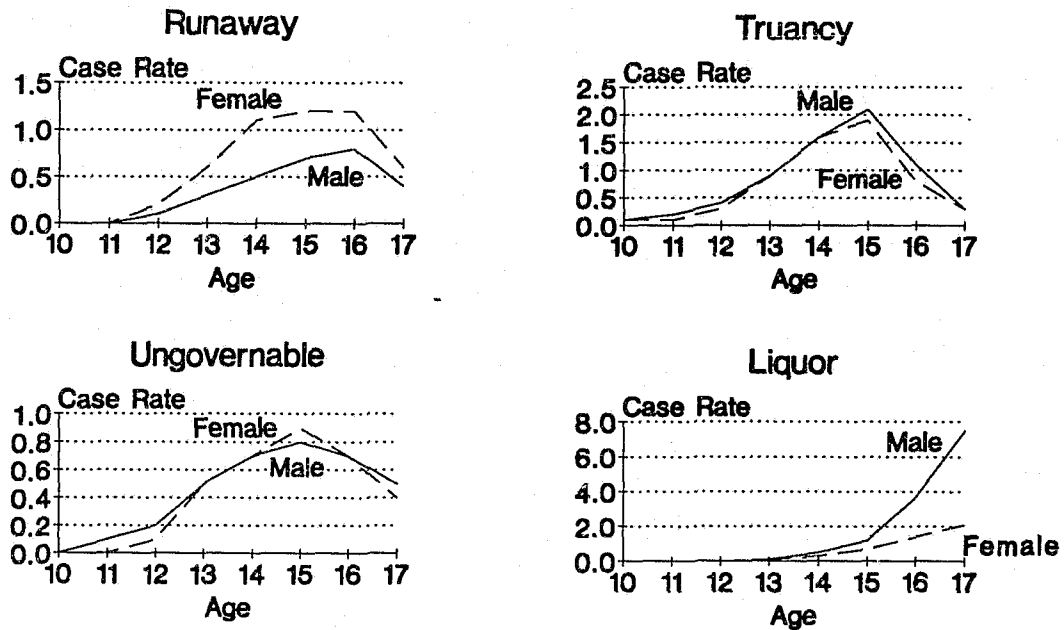 Runaway
Case Rate
1.5
Female
1.0
0.5
Male
0.0
10 11 12 13 14 15 16 17
Age
Truancy
Case Rate
2.5
Male
2.0
1.5
1.0
Female
0.5
0.0
10 11 12 13 14 15 16 17
Age
Ungovernable
Case Rate
1.0
Female
0.8
Male
0.6
0.4
0.2
0.0
10 11 12 13 14 15 16 17
Age
Liquor
Case Rate
8.0
Male
6.0
4.0
2.0
Female
0.0
10 11 12 13 14 15 16 17
Age